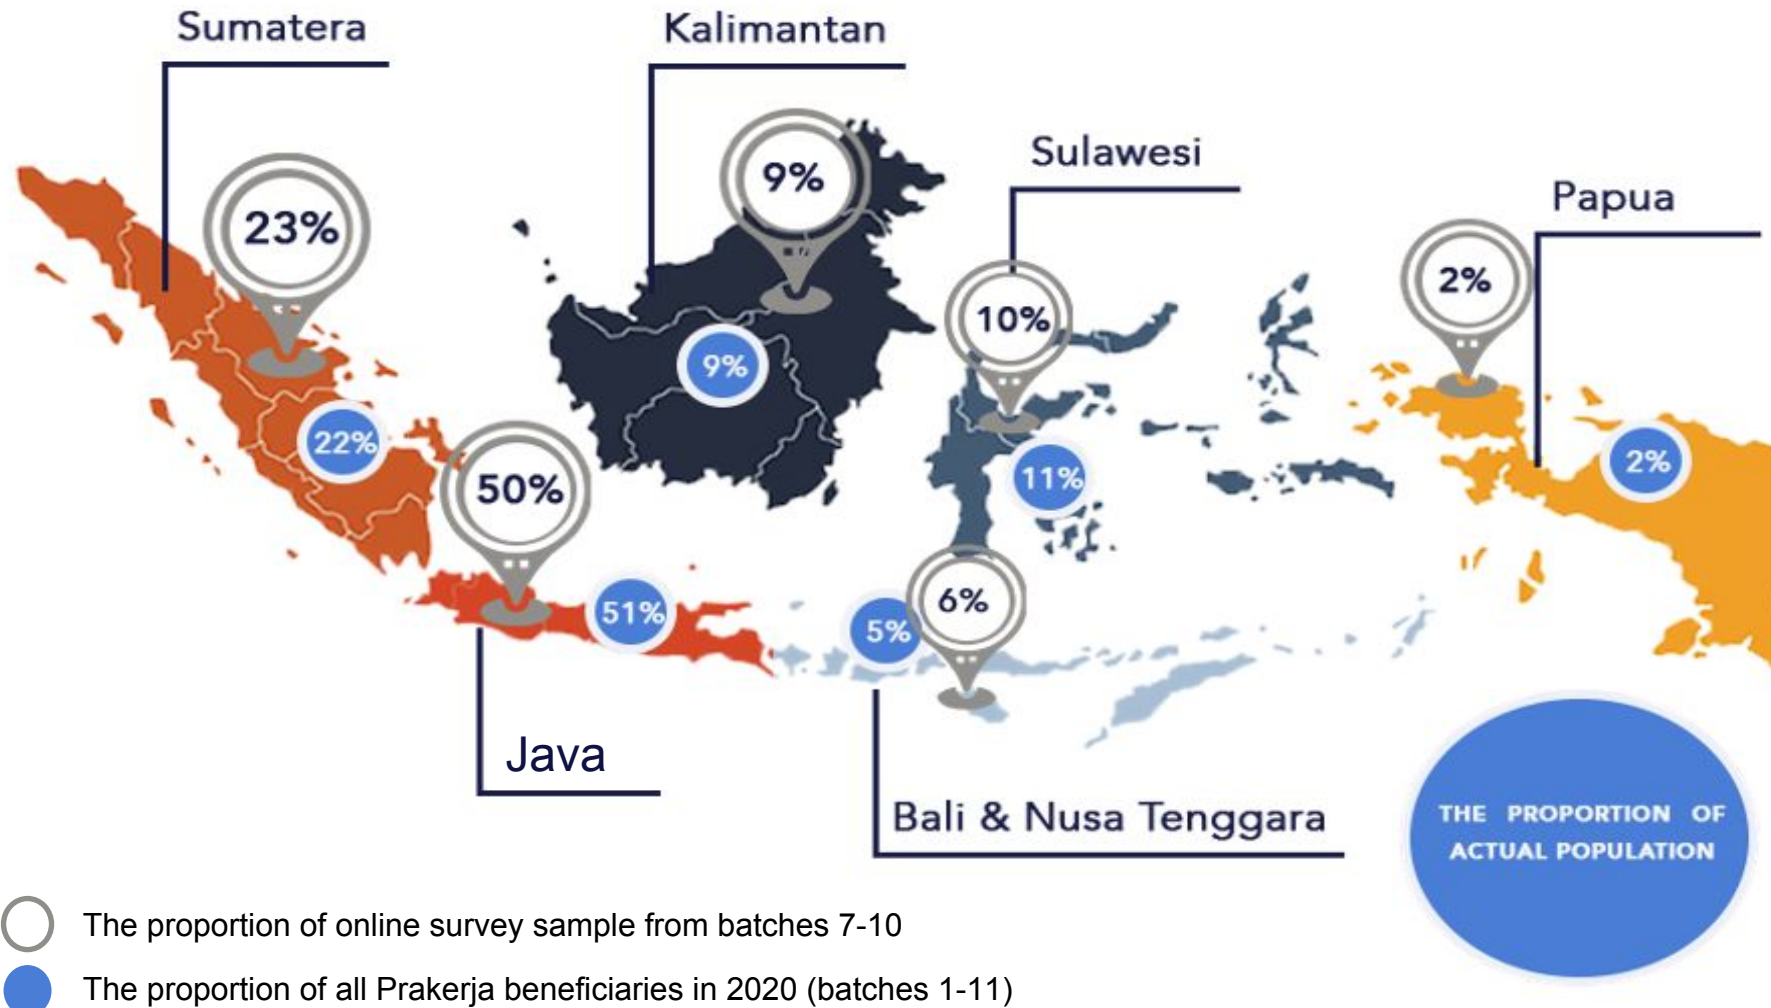 Sumatera
Kalimantan
Sulawesi
Papua
23%
9%
10%
2%
9%
22%
50%
11%
2%
51%
5%
6%
Java
Bali & Nusa Tenggara
THE PROPORTION OF
ACTUAL POPULATION
The proportion of online survey sample from batches 7-10
The proportion of all Prakerja beneficiaries in 2020 (batches 1-11)